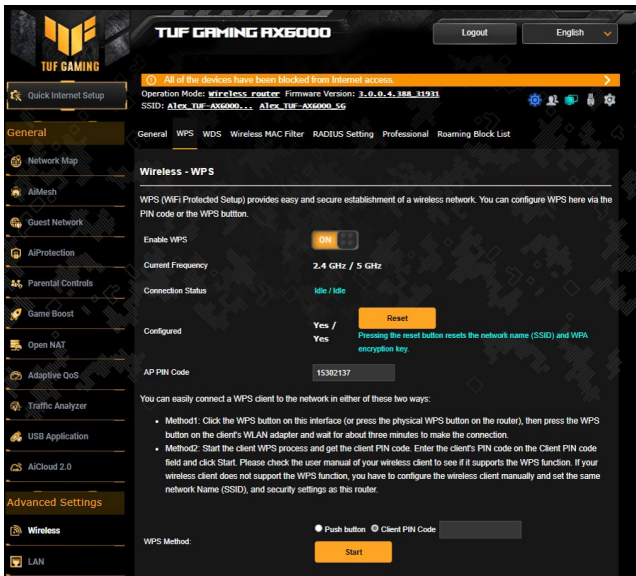 TUF GAMING
TUF GAMING AX6000
Logout
English
All of the devices have been blocked from Internet access.
Quick Internet Setup
Operation Mode: Wireless router Firmware Version: 3.0.0.4.388_31931
SSID: Alex_TUF-AX6000... Alex_TUF-AX6000_5G
General
General WPS WDS Wireless MAC Filter RADIUS Setting Professional Roaming Block List
Network Map
AiMesh
Guest Network
AiProtection
Parental Controls
Game Boost
Open NAT
Adaptive QoS
Traffic Analyzer
USB Application
AiCloud 2.0
Advanced Settings
Wireless
LAN
Wireless - WPS
WPS (WiFi Protected Setup) provides easy and secure establishment of a wireless network. You can configure WPS here via the
PIN code or the WPS buttton.
Enable WPS
ON
Current Frequency
2.4 GHz / 5 GHz
Connection Status
Idle / Idle
Configured
Yes /
Yes
Reset
Pressing the reset button resets the network name (SSID) and WPA
encryption key.
AP PIN Code
15302137
You can easily connect a WPS client to the network in either of these two ways:
• Method1: Click the WPS button on this interface (or press the physical WPS button on the router), then press the WPS
button on the client's WLAN adapter and wait for about three minutes to make the connection.
• Method2: Start the client WPS process and get the client PIN code. Enter the client's PIN code on the Client PIN code
field and click Start. Please check the user manual of your wireless client to see if it supports the WPS function. If your
wireless client does not support the WPS function, you have to configure the wireless client manually and set the same
network Name (SSID), and security settings as this router.
WPS Method:
Push button Client PIN Code
Start